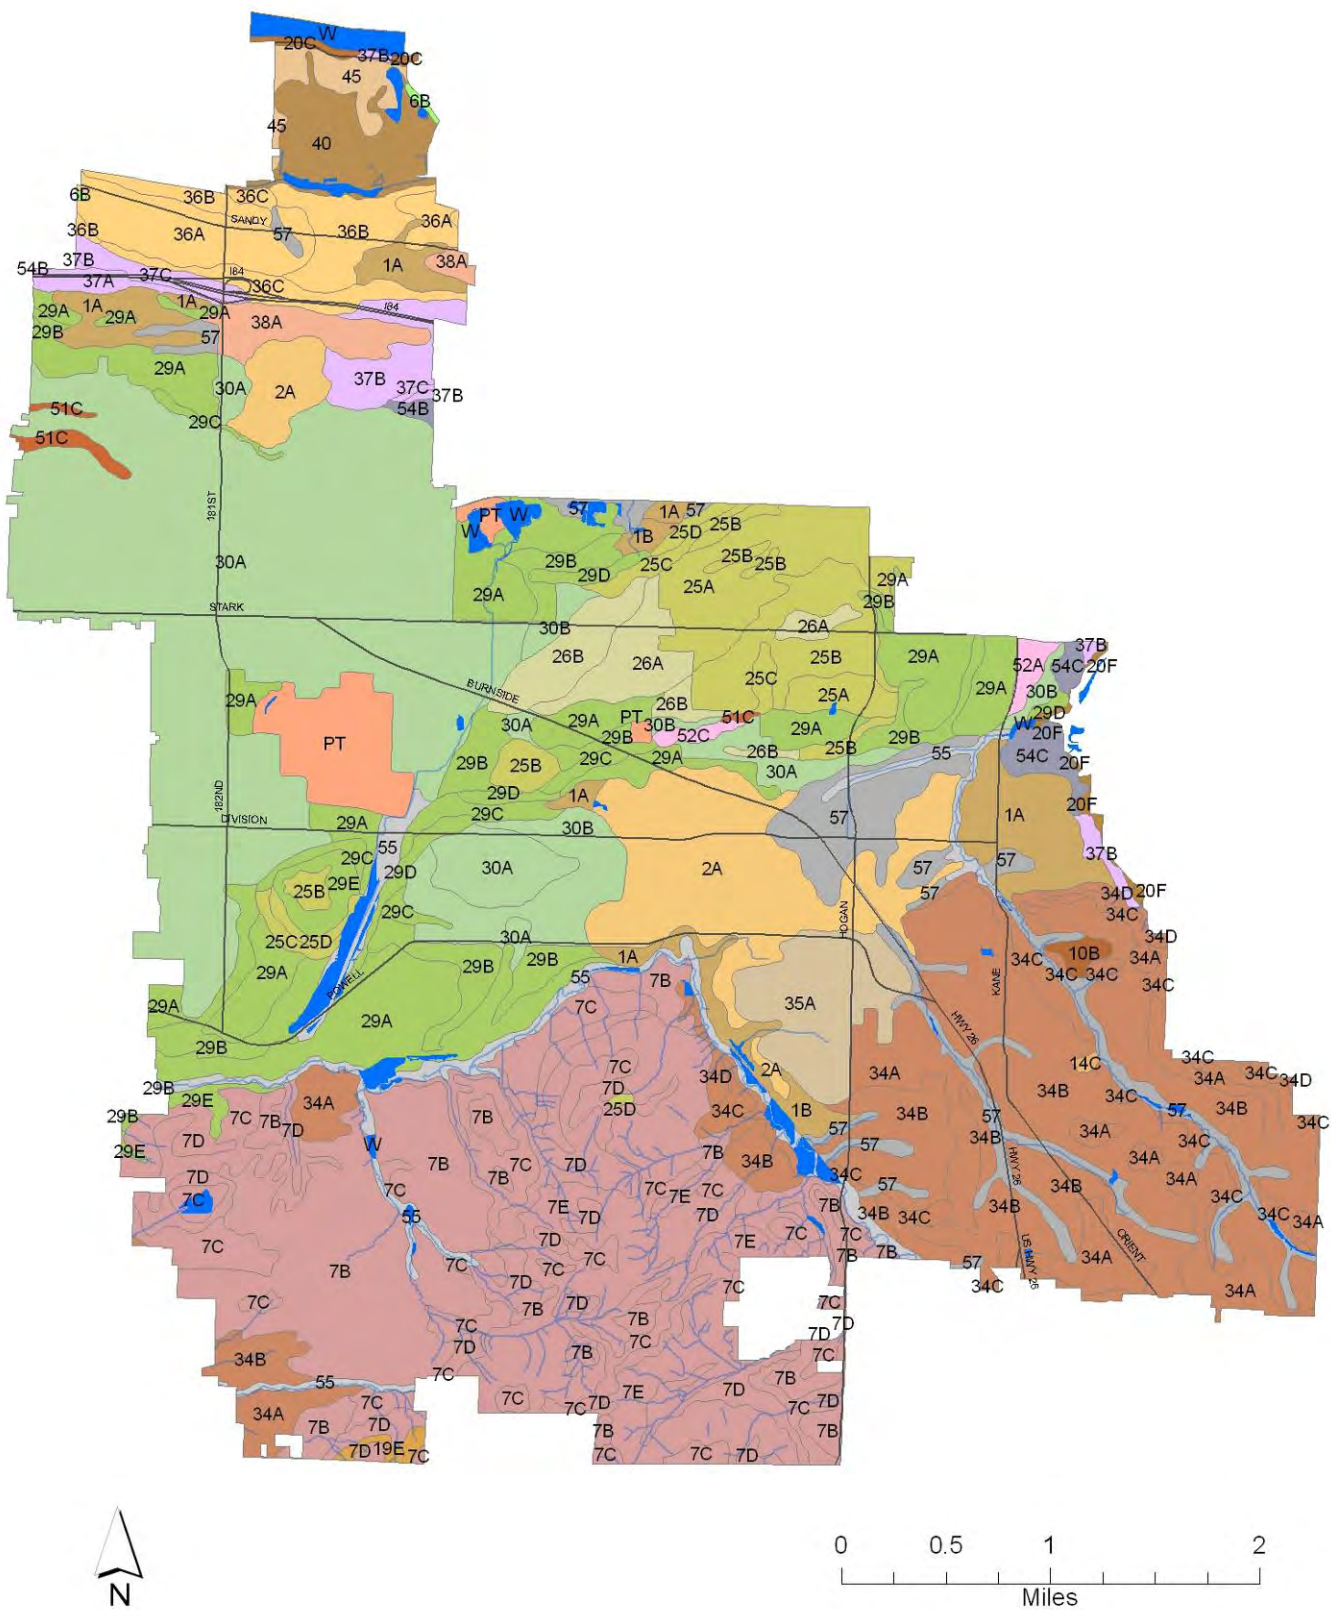 W
20C
37B
20C
45
6B
45
40
36B 36C
6B
SANDY
36A
36B 36A 57 36B
37B
1A 38A
54B 37A 37C I84
36C
I84
29A 1A 29A 1A 29A 38A
29B 57
29A
30A 2A 37B 37C 37B
51C 54B
29C
51C
181ST
PT W 57 1A 57
W 1B 25D 25B
30A 29B 29D 25C 25B 25B
29A 25A 29A
29B
STARK
30B 26A
26B 26A 25B 29A 52A 37B
54C 20F
BURNSIDE 25C 29A 30B
29A 26B 25A
30A 29A PT 30B 51C 29A W 29D
29B 52C 29B 20F
PT 29B 25B 29C 29A 26B 25B 55 54C 20F
30A
182ND 29D 1A
29C 57 1A 20F
DIVISION 29A 30B
55
29C 29D 30A 2A 57 57 37B
25B 29E 57
29C 34D 20F
34C
25C 25D 30A HOGAN 34D
29A 29B 29B 1A 34C 10B 34A
POWELL 55 7B KANE 34C 34C 34C
29A 7C 35A
29A HWY 26
29B
7C 2A 34A 14C 34C 34C
29B 7D 34D 34B 34A 34D
29E 34A 25D 34C 1B 34B 34C 57 34B
29B 7C 7B 7B 57 57 34C
7D 57 34B 34A 34C
29E 7D W 7B 34B
7B 7C 7D HWY 26 34A
7D 7B 34C 34A
7C 7C 7C 7E 7C 57 34B 34C
55 7E 7D 7D 7B 34B 34B
7C 34C 34C 34A
7C 7D 7E 7C 7C
7B 7C 7C 7B 7B 57 34A ORIENT
7D US HWY 26
7C 7C 34C 34A
7C 7D 7C
7B 7B
7C 7C 7D
7D 7D
34B 7B 7C
7C
55 7B
7C 7C 7E 7D 7D
34A 7C 7D 7C
7B 7D 7B 7B
7D 19E 7C 7C 7C 7D
N
0 0.5 1 2
Miles